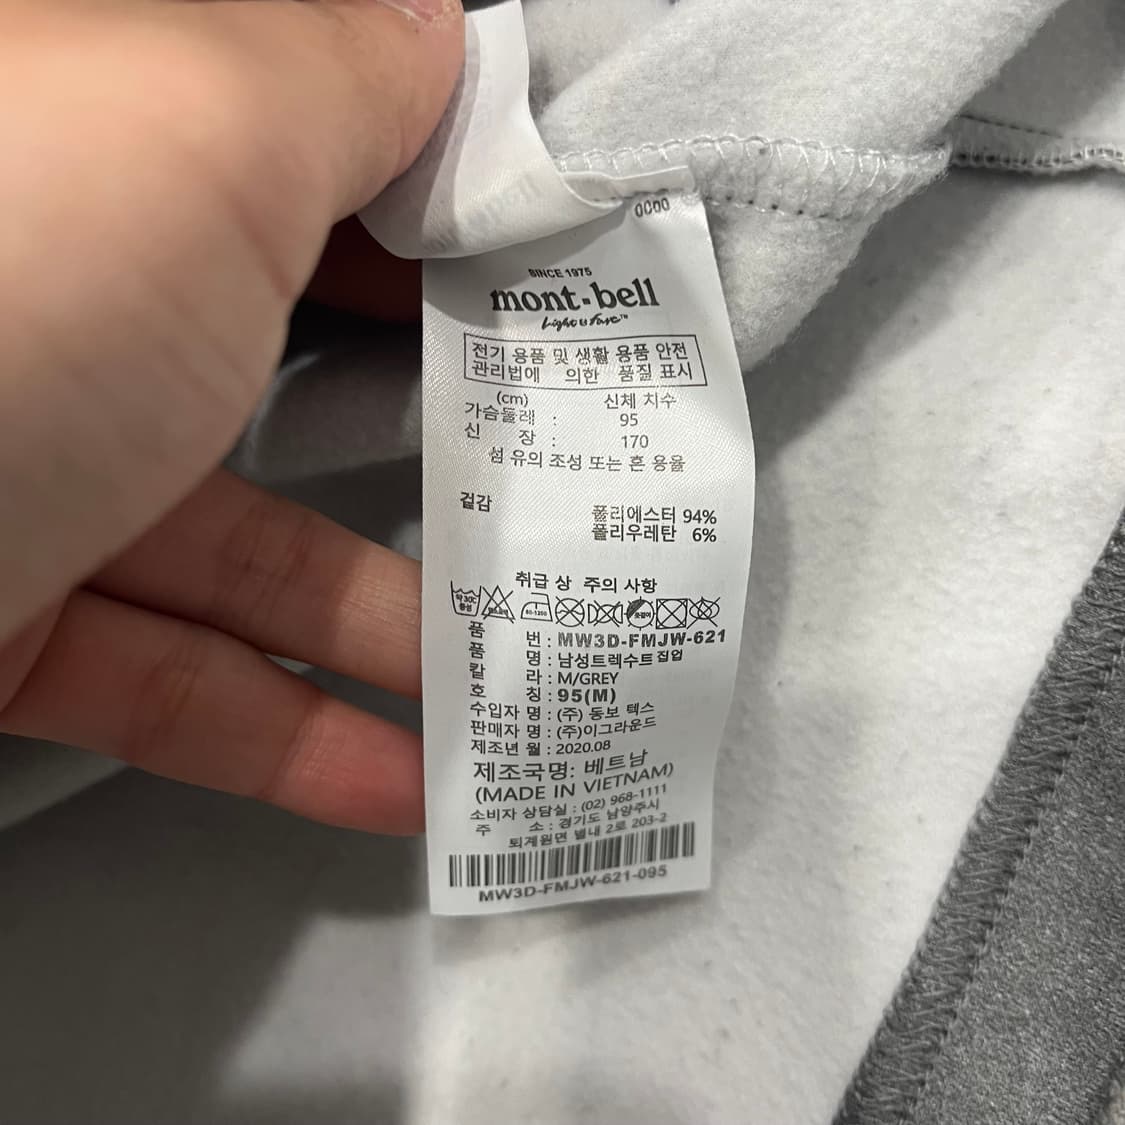 0000
SINCE 1975
mont-bell
Light & Fast™
전기 용품 및 생활 용품 안전
관리법에 의한 품질 표시
(cm) 신체 치수
가슴둘레 : 95
신 장 : 170
섬 유의 조성 또는 혼 용율
겉감
폴리에스터 94%
폴리우레탄 6%
취급 상 주의 사항
약 30℃ 중성 80-120℃
품 번 : MW3D-FMJW-621
품 명 : 남성트렉수트집업
칼 라 : M/GREY
호 칭 : 95(M)
수입자 명 : (주) 동보 텍스
판매자 명 : (주)이그라운드
제조년 월 : 2020.08
제조국명: 베트남
(MADE IN VIETNAM)
소비자 상담실 : (02) 968-1111
주 소 : 경기도 남양주시
퇴계원면 별내 2로 203-2
MW3D-FMJW-621-095